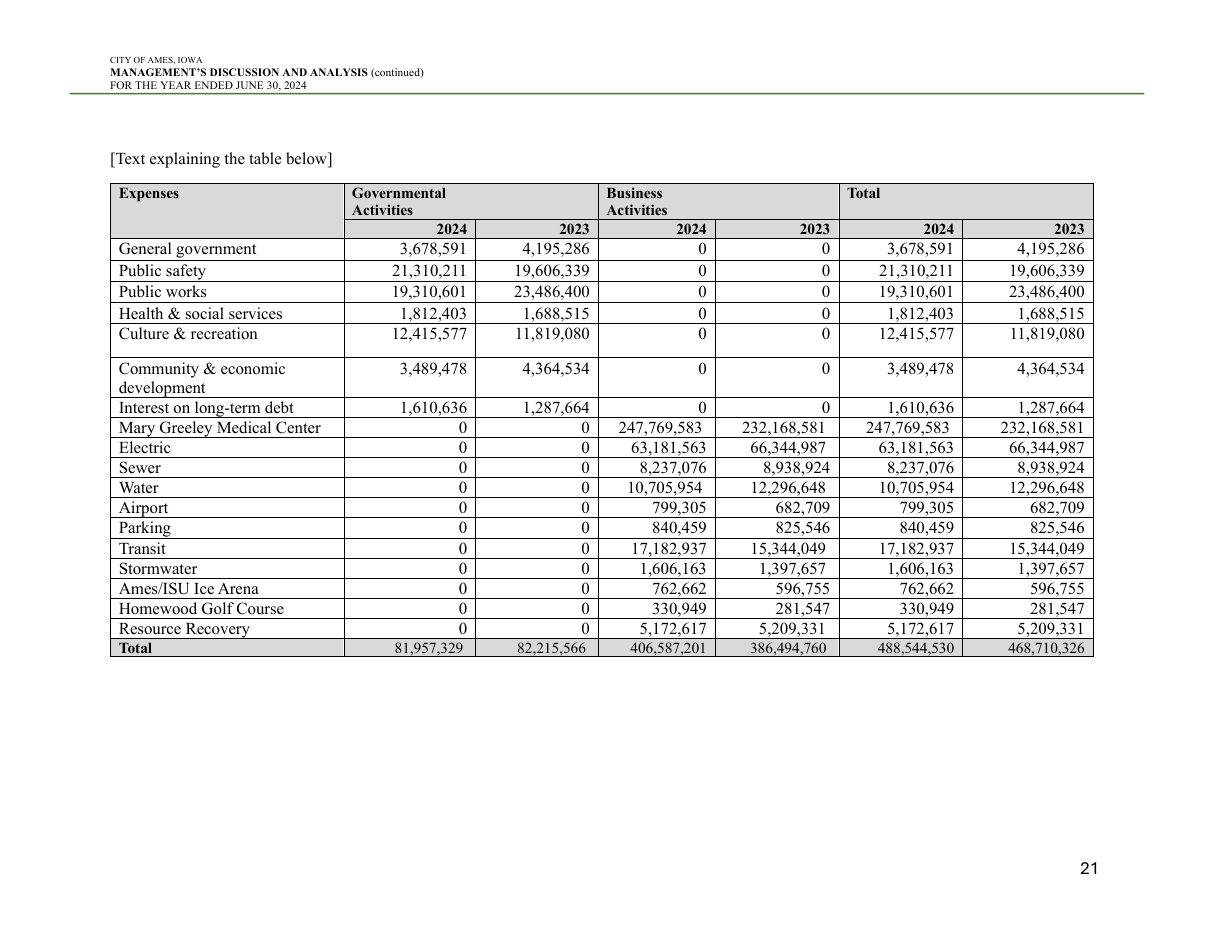 CITY OF AMES, IOWA
MANAGEMENT'S DISCUSSION AND ANALYSIS (continued)
FOR THE YEAR ENDED JUNE 30, 2024
[Text explaining the table below]
Expenses Governmental Activities Business Activities Total
2024 2023 2024 2023 2024 2023
General government 3,678,591 4,195,286 0 0 3,678,591 4,195,286
Public safety 21,310,211 19,606,339 0 0 21,310,211 19,606,339
Public works 19,310,601 23,486,400 0 0 19,310,601 23,486,400
Health & social services 1,812,403 1,688,515 0 0 1,812,403 1,688,515
Culture & recreation 12,415,577 11,819,080 0 0 12,415,577 11,819,080
Community & economic development 3,489,478 4,364,534 0 0 3,489,478 4,364,534
Interest on long-term debt 1,610,636 1,287,664 0 0 1,610,636 1,287,664
Mary Greeley Medical Center 0 0 247,769,583 232,168,581 247,769,583 232,168,581
Electric 0 0 63,181,563 66,344,987 63,181,563 66,344,987
Sewer 0 0 8,237,076 8,938,924 8,237,076 8,938,924
Water 0 0 10,705,954 12,296,648 10,705,954 12,296,648
Airport 0 0 799,305 682,709 799,305 682,709
Parking 0 0 840,459 825,546 840,459 825,546
Transit 0 0 17,182,937 15,344,049 17,182,937 15,344,049
Stormwater 0 0 1,606,163 1,397,657 1,606,163 1,397,657
Ames/ISU Ice Arena 0 0 762,662 596,755 762,662 596,755
Homewood Golf Course 0 0 330,949 281,547 330,949 281,547
Resource Recovery 0 0 5,172,617 5,209,331 5,172,617 5,209,331
Total 81,957,329 82,215,566 406,587,201 386,494,760 488,544,530 468,710,326
21